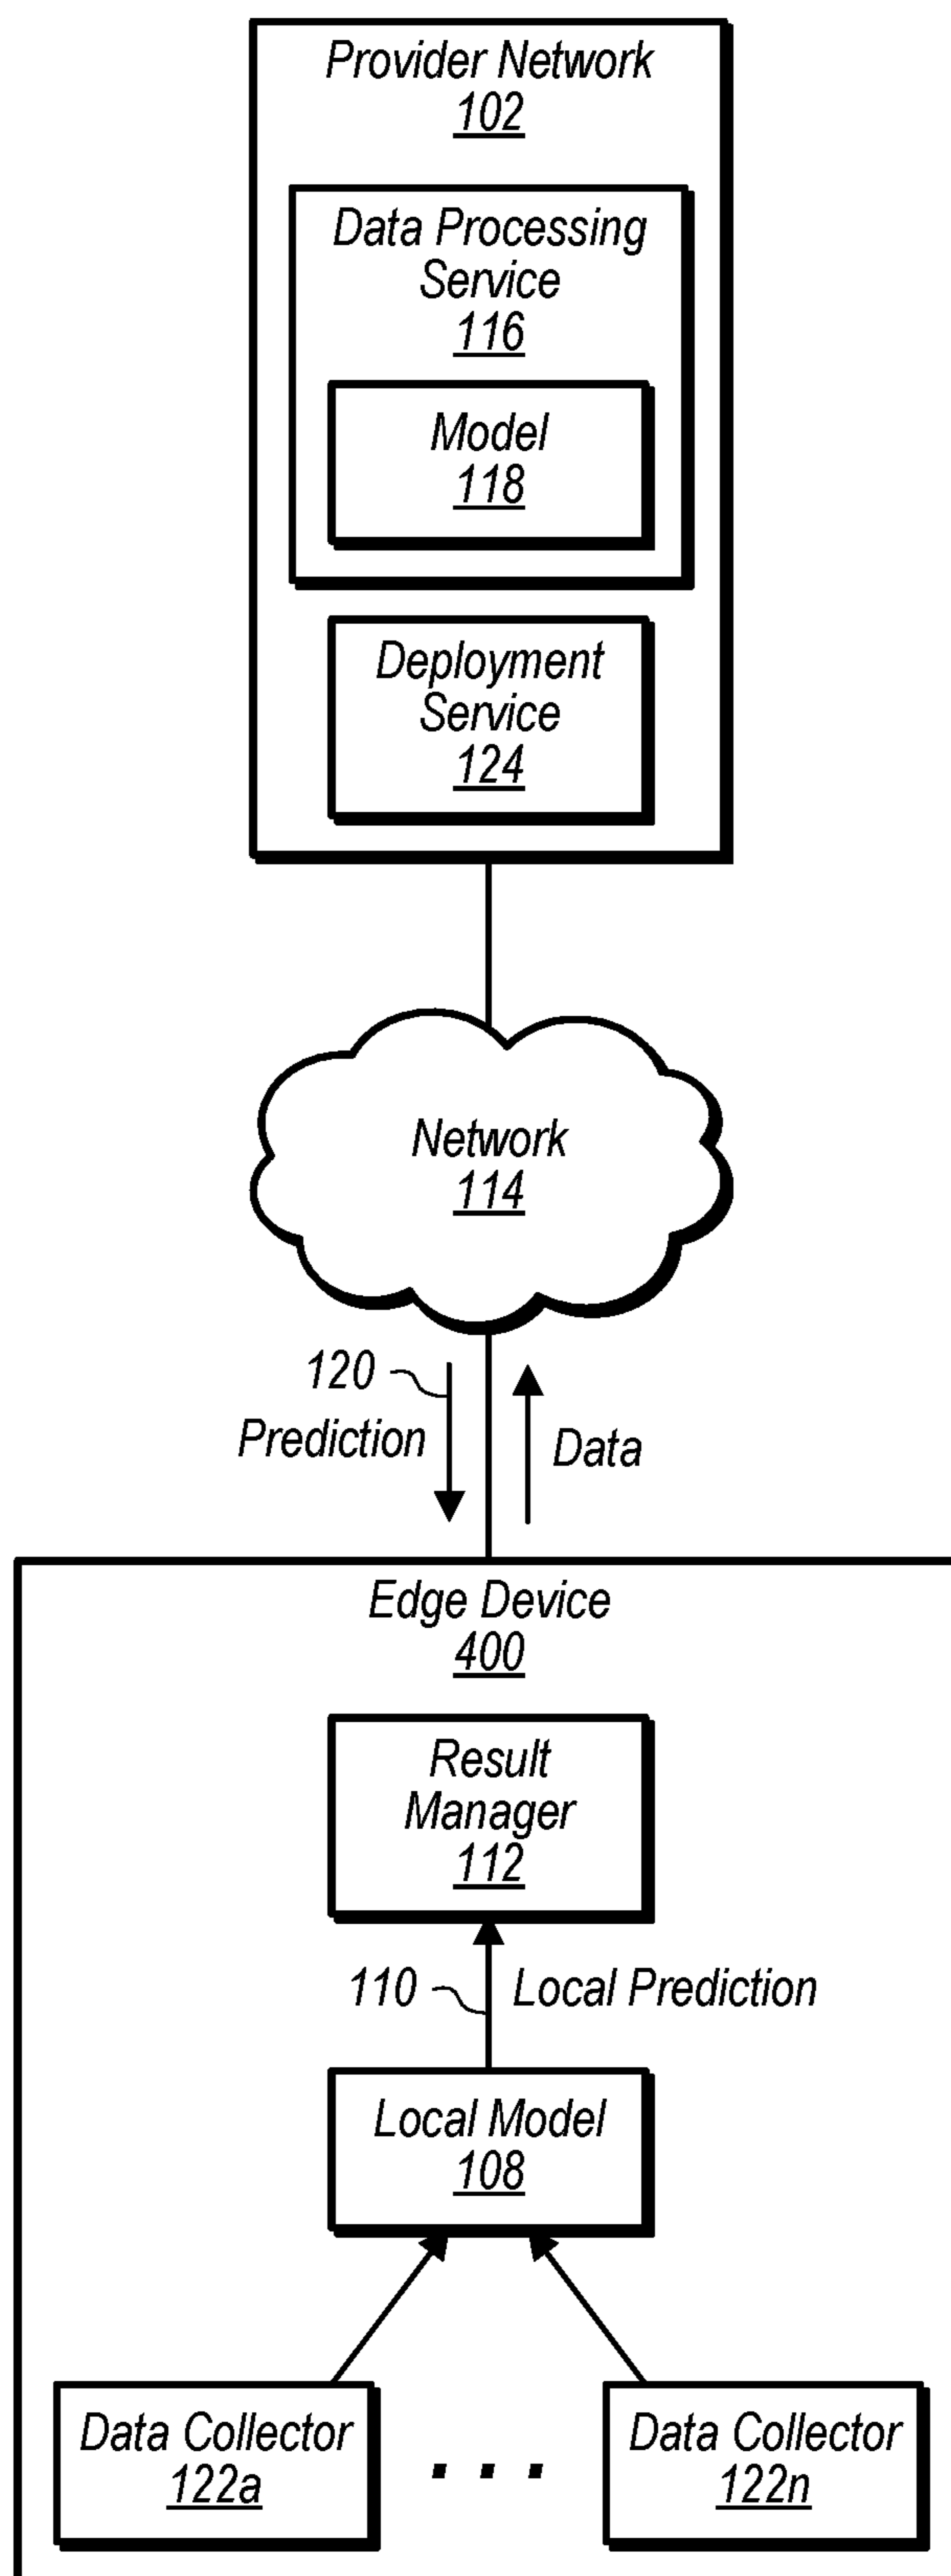 Provider Network
102
Data Processing
Service
116
Model
118
Deployment
Service
124
Network
114
120
Prediction
Data
Edge Device
400
Result
Manager
112
110
Local Prediction
Local Model
108
Data Collector
122a
. . .
Data Collector
122n